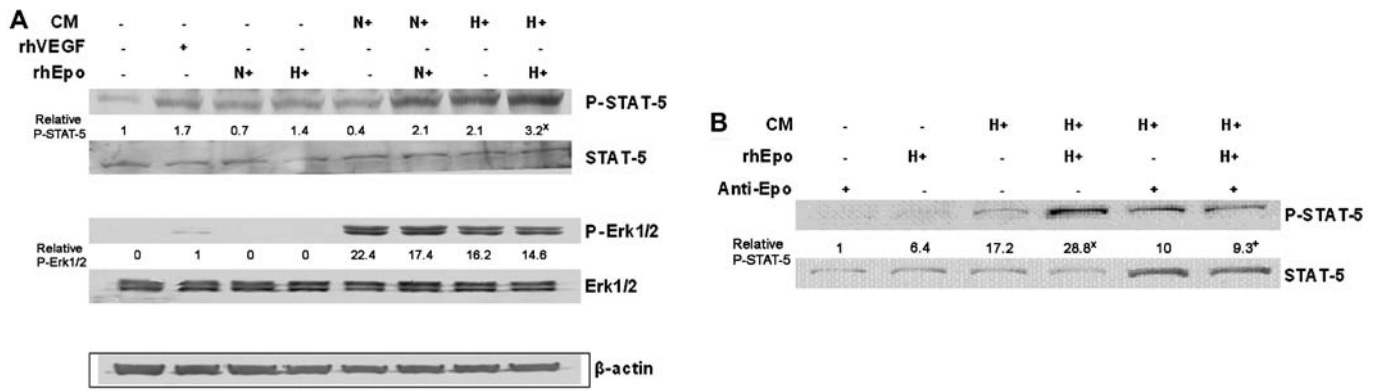 A
CM - - - - N+ N+ H+ H+
rhVEGF - + - - - - - -
rhEpo - - N+ H+ - N+ - H+
P-STAT-5
Relative
P-STAT-5
1 1.7 0.7 1.4 0.4 2.1 2.1 3.2x
STAT-5
P-Erk1/2
Relative
P-Erk1/2
0 1 0 0 22.4 17.4 16.2 14.6
Erk1/2
β-actin
B
CM - - H+ H+ H+ H+
rhEpo - H+ - H+ - H+
Anti-Epo + - - - + +
P-STAT-5
Relative
P-STAT-5
1 6.4 17.2 28.8x 10 9.3+
STAT-5